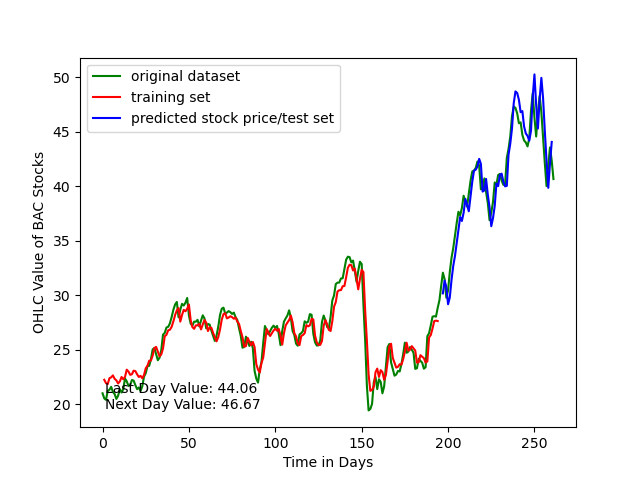 original dataset
training set
predicted stock price/test set
50
45
40
35
30
25
20
OHLC Value of BAC Stocks
Last Day Value: 44.06
Next Day Value: 46.67
0 50 100 150 200 250
Time in Days